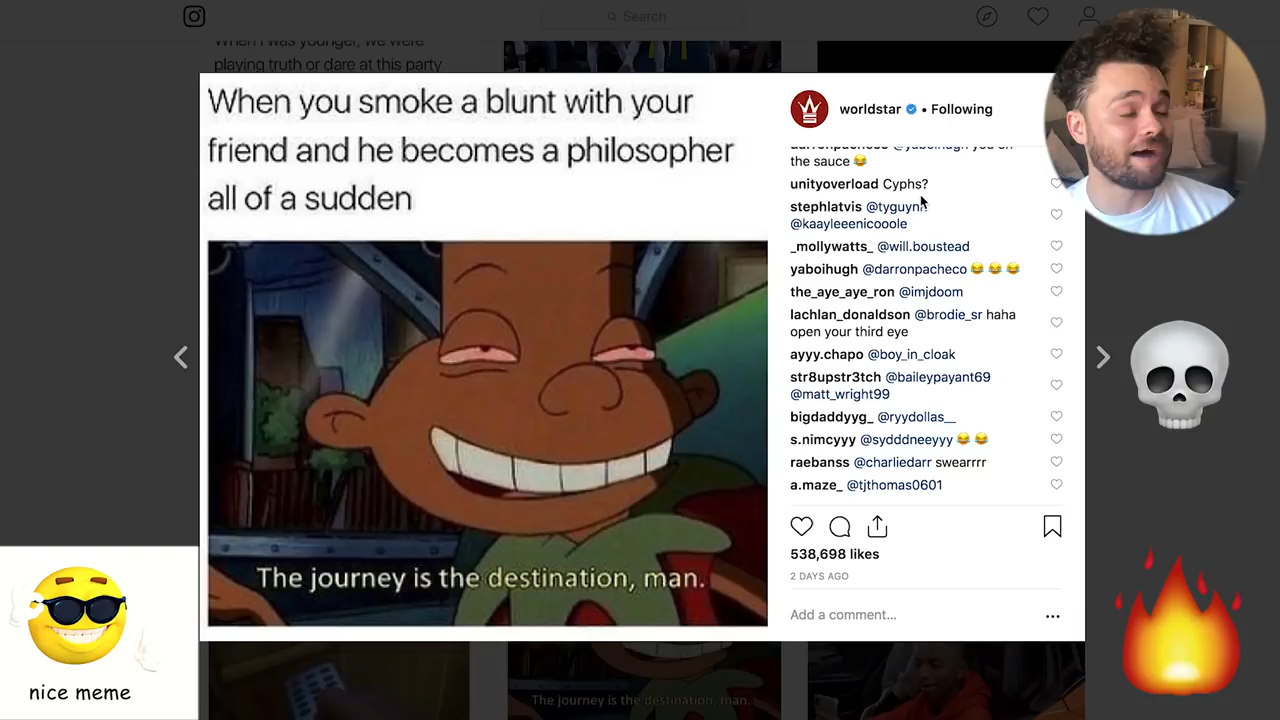 Search
When I was younger, we were
playing truth or dare at this party
When you smoke a blunt with your
friend and he becomes a philosopher
all of a sudden
The journey is the destination, man.
worldstar • Following
the sauce 😂
unityoverload Cyphs?
stephlatvis @tyguynn
@kaayleeenicooole
_mollywatts_ @will.boustead
yaboihugh @darronpacheco 😂 😂 😂
the_aye_aye_ron @imjdoom
lachlan_donaldson @brodie_sr haha
open your third eye
ayyy.chapo @boy_in_cloak
str8upstr3tch @baileypayant69
@matt_wright99
bigdaddyyg_ @ryydollas__
s.nimcyyy @sydddneeyyy 😂 😂
raebanss @charliedarr swearrrr
a.maze_ @tjthomas0601
538,698 likes
2 DAYS AGO
Add a comment...
nice meme
The journey is the destination, man.